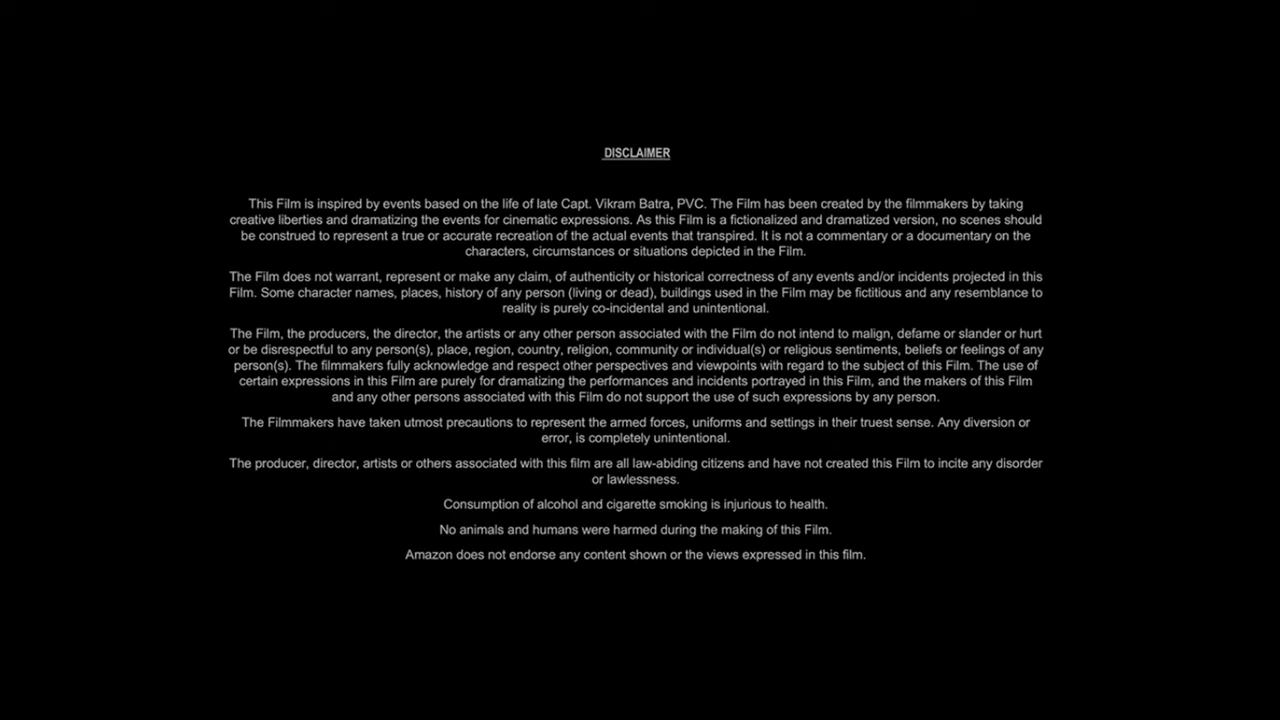 DISCLAIMER
This Film is inspired by events based on the life of late Capt. Vikram Batra, PVC. The Film has been created by the filmmakers by taking
creative liberties and dramatizing the events for cinematic expressions. As this Film is a fictionalized and dramatized version, no scenes should
be construed to represent a true or accurate recreation of the actual events that transpired. It is not a commentary or a documentary on the
characters, circumstances or situations depicted in the Film.
The Film does not warrant, represent or make any claim, of authenticity or historical correctness of any events and/or incidents projected in this
Film. Some character names, places, history of any person (living or dead), buildings used in the Film may be fictitious and any resemblance to
reality is purely co-incidental and unintentional.
The Film, the producers, the director, the artists or any other person associated with the Film do not intend to malign, defame or slander or hurt
or be disrespectful to any person(s), place, region, country, religion, community or individual(s) or religious sentiments, beliefs or feelings of any
person(s). The filmmakers fully acknowledge and respect other perspectives and viewpoints with regard to the subject of this Film. The use of
certain expressions in this Film are purely for dramatizing the performances and incidents portrayed in this Film, and the makers of this Film
and any other persons associated with this Film do not support the use of such expressions by any person.
The Filmmakers have taken utmost precautions to represent the armed forces, uniforms and settings in their truest sense. Any diversion or
error, is completely unintentional.
The producer, director, artists or others associated with this film are all law-abiding citizens and have not created this Film to incite any disorder
or lawlessness.
Consumption of alcohol and cigarette smoking is injurious to health.
No animals and humans were harmed during the making of this Film.
Amazon does not endorse any content shown or the views expressed in this film.